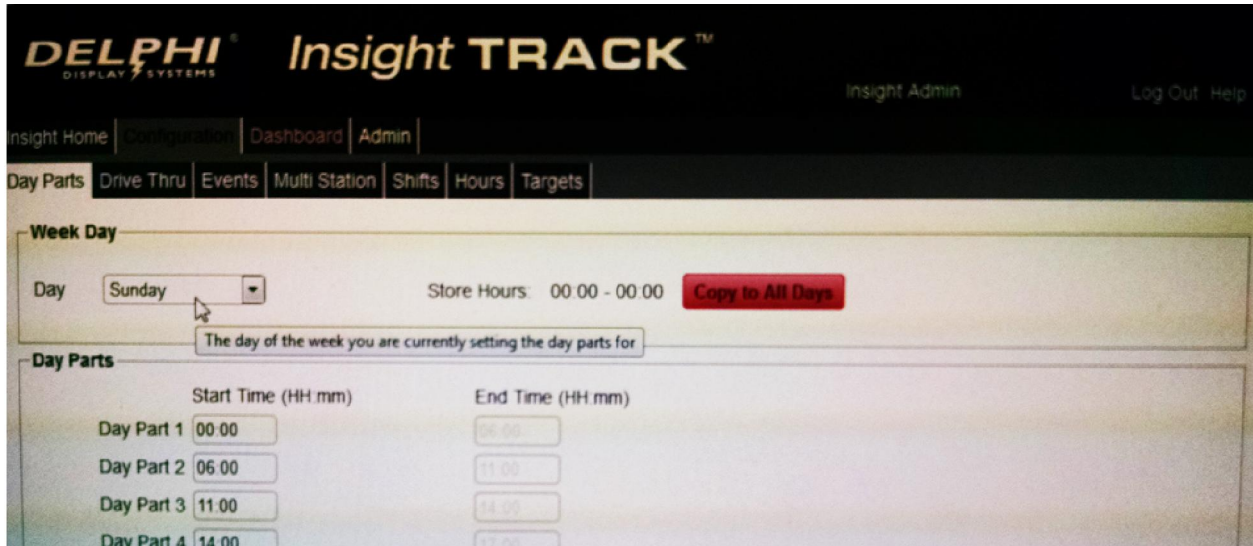 DELPHI® Insight TRACK™
DISPLAY SYSTEMS
Insight Admin Log Out Help
Insight Home Configuration Dashboard Admin
Day Parts Drive Thru Events Multi Station Shifts Hours Targets
Week Day
Day Sunday Store Hours: 00:00 - 00:00 Copy to All Days
The day of the week you are currently setting the day parts for
Day Parts
Start Time (HH:mm) End Time (HH:mm)
Day Part 1 00:00 06:00
Day Part 2 06:00 11:00
Day Part 3 11:00 14:00
Day Part 4 14:00 17:00